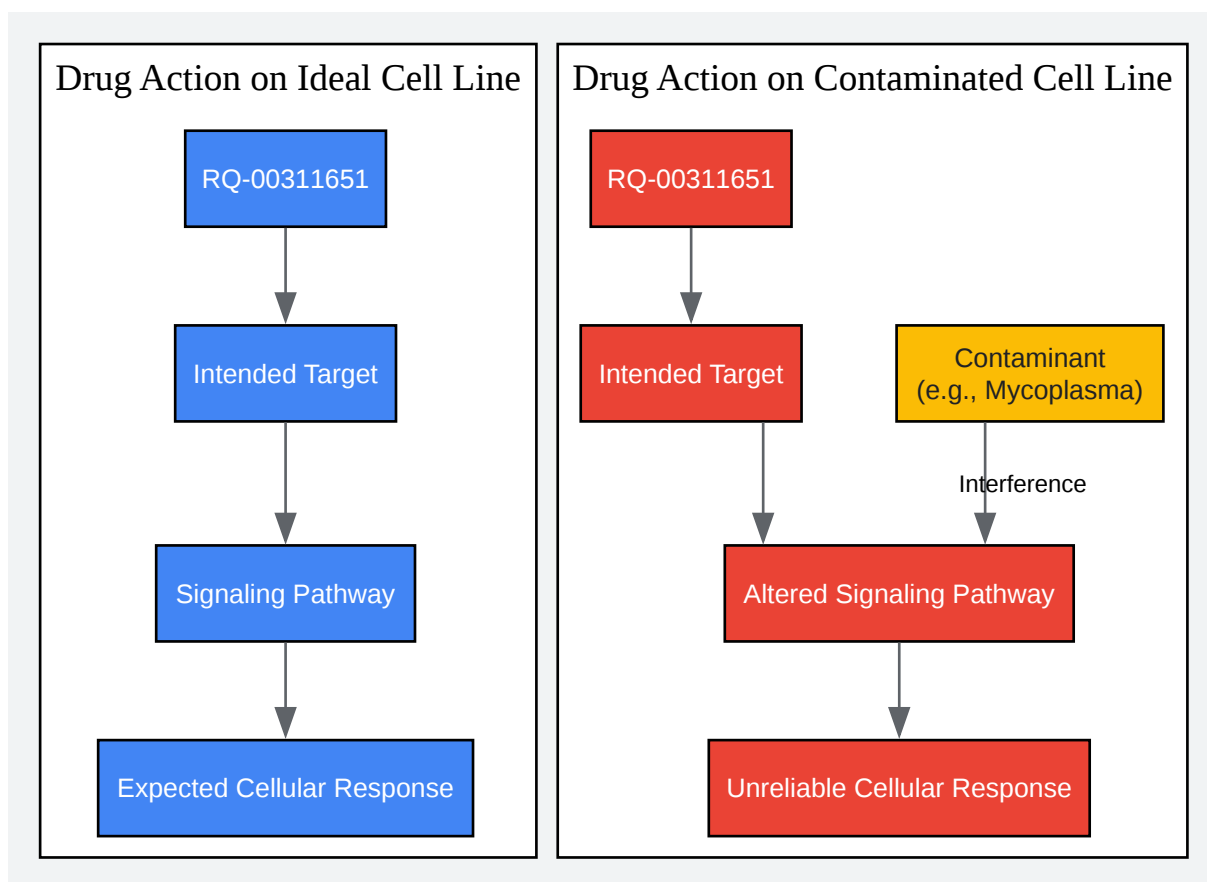 Drug Action on Ideal Cell Line
RQ-00311651
Intended Target
Signaling Pathway
Expected Cellular Response
Drug Action on Contaminated Cell Line
RQ-00311651
Intended Target
Contaminant
(e.g., Mycoplasma)
Interference
Altered Signaling Pathway
Unreliable Cellular Response